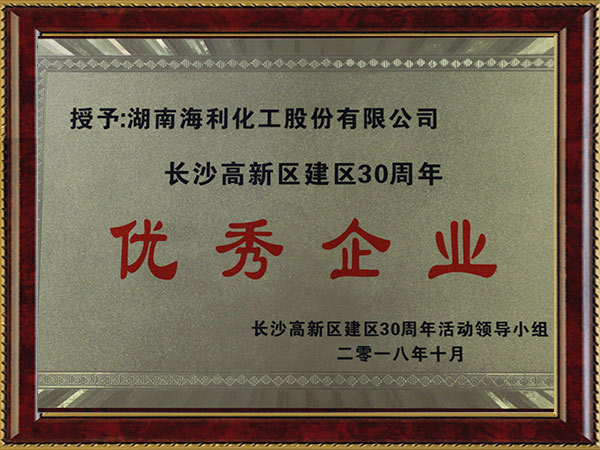 授予:湖南海利化工股份有限公司
长沙高新区建区30周年
优秀企业
长沙高新区建区30周年活动领导小组
二零一八年十月